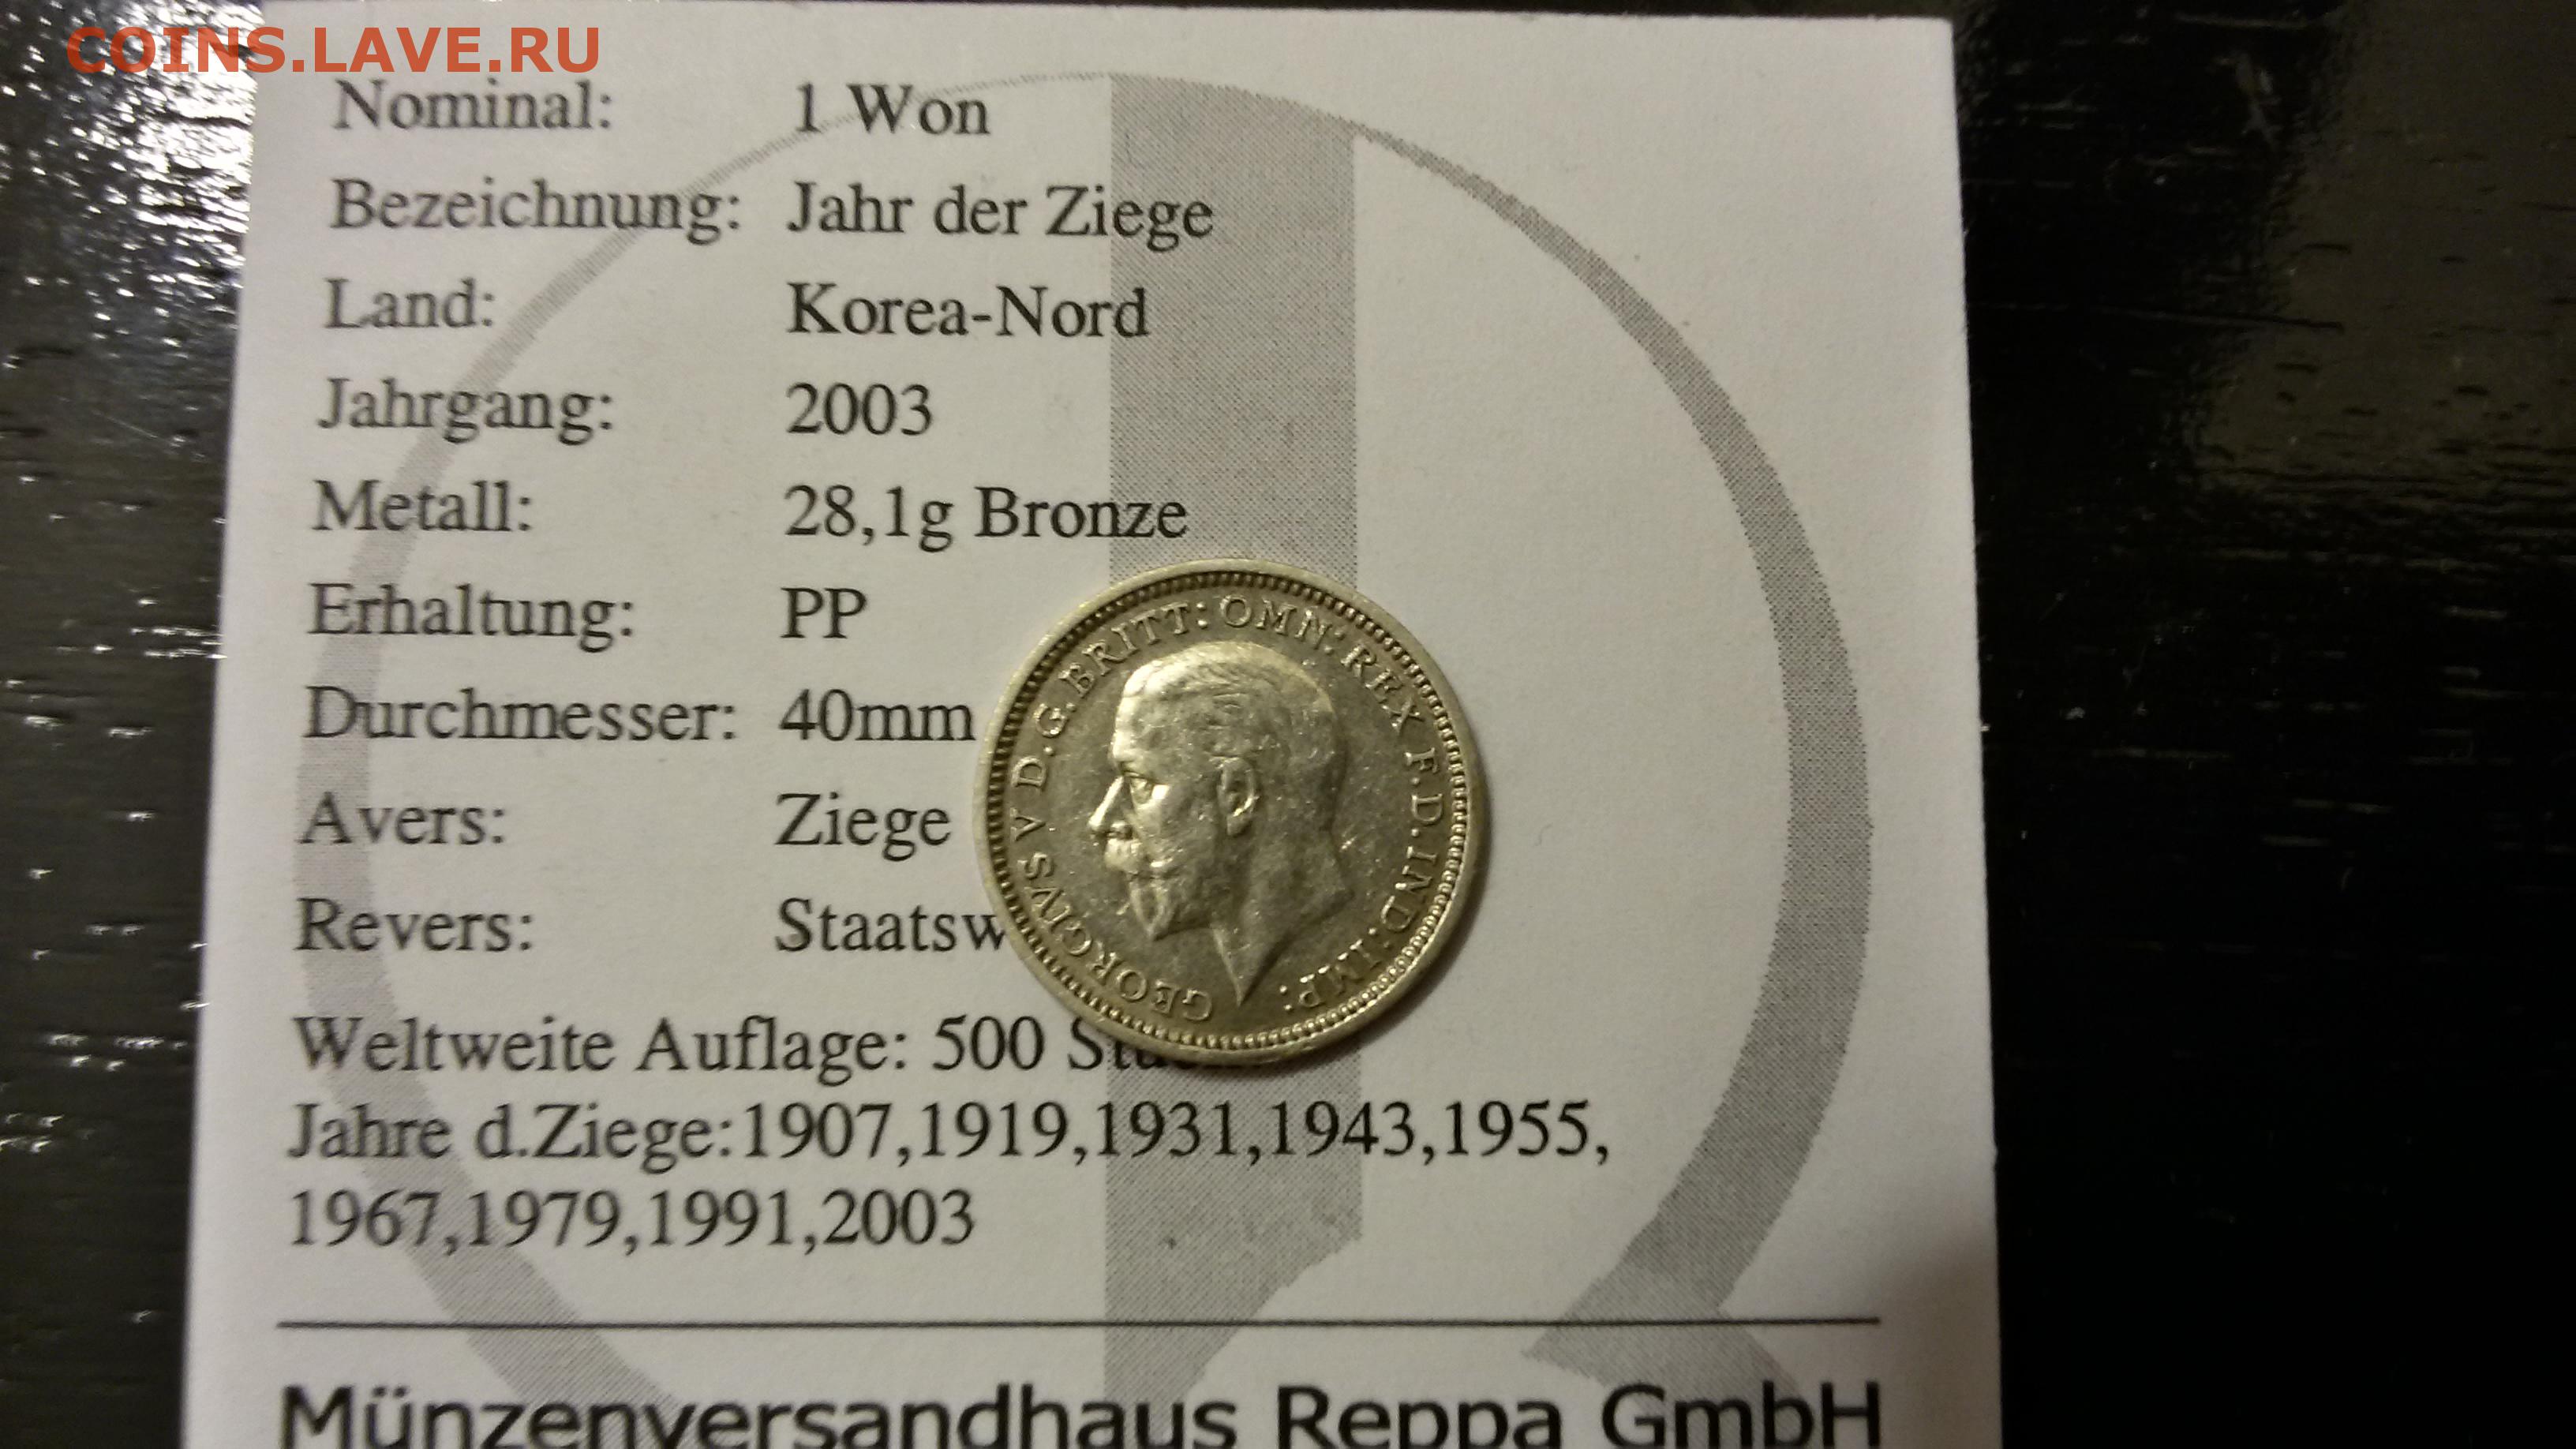 COINS.LAVE.RU
Nominal: 1 Won
Bezeichnung: Jahr der Ziege
Land: Korea-Nord
Jahrgang: 2003
Metall: 28,1g Bronze
Erhaltung: PP
Durchmesser: 40mm
Avers: Ziege
Revers:
Weltweite Auflage: 500
Jahre d.Ziege:1907,1919,1931,1943,1955,
1967,1979,1991,2003
Münzenversandhaus Reppa GmbH
GEORGIVS V D.G.BRITT: OMN: REX F.D.IND:IMP: